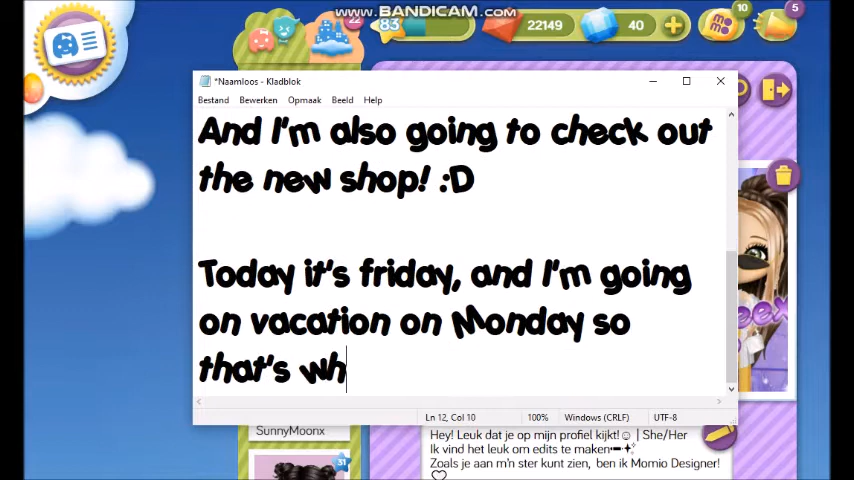 www.BANDICAM.com
22
83
22149
40
10
5
*Naamloos - Kladblok
Bestand Bewerken Opmaak Beeld Help
And I'm also going to check out
the new shop! :D
Today it's friday, and I'm going
on vacation on Monday so
that's wh
Ln 12, Col 10 100% Windows (CRLF) UTF-8
SunnyMoonx
31
Hey! Leuk dat je op mijn profiel kijkt!☺ | She/Her
Ik vind het leuk om edits te maken
Zoals je aan m'n ster kunt zien, ben ik Momio Designer!
♡